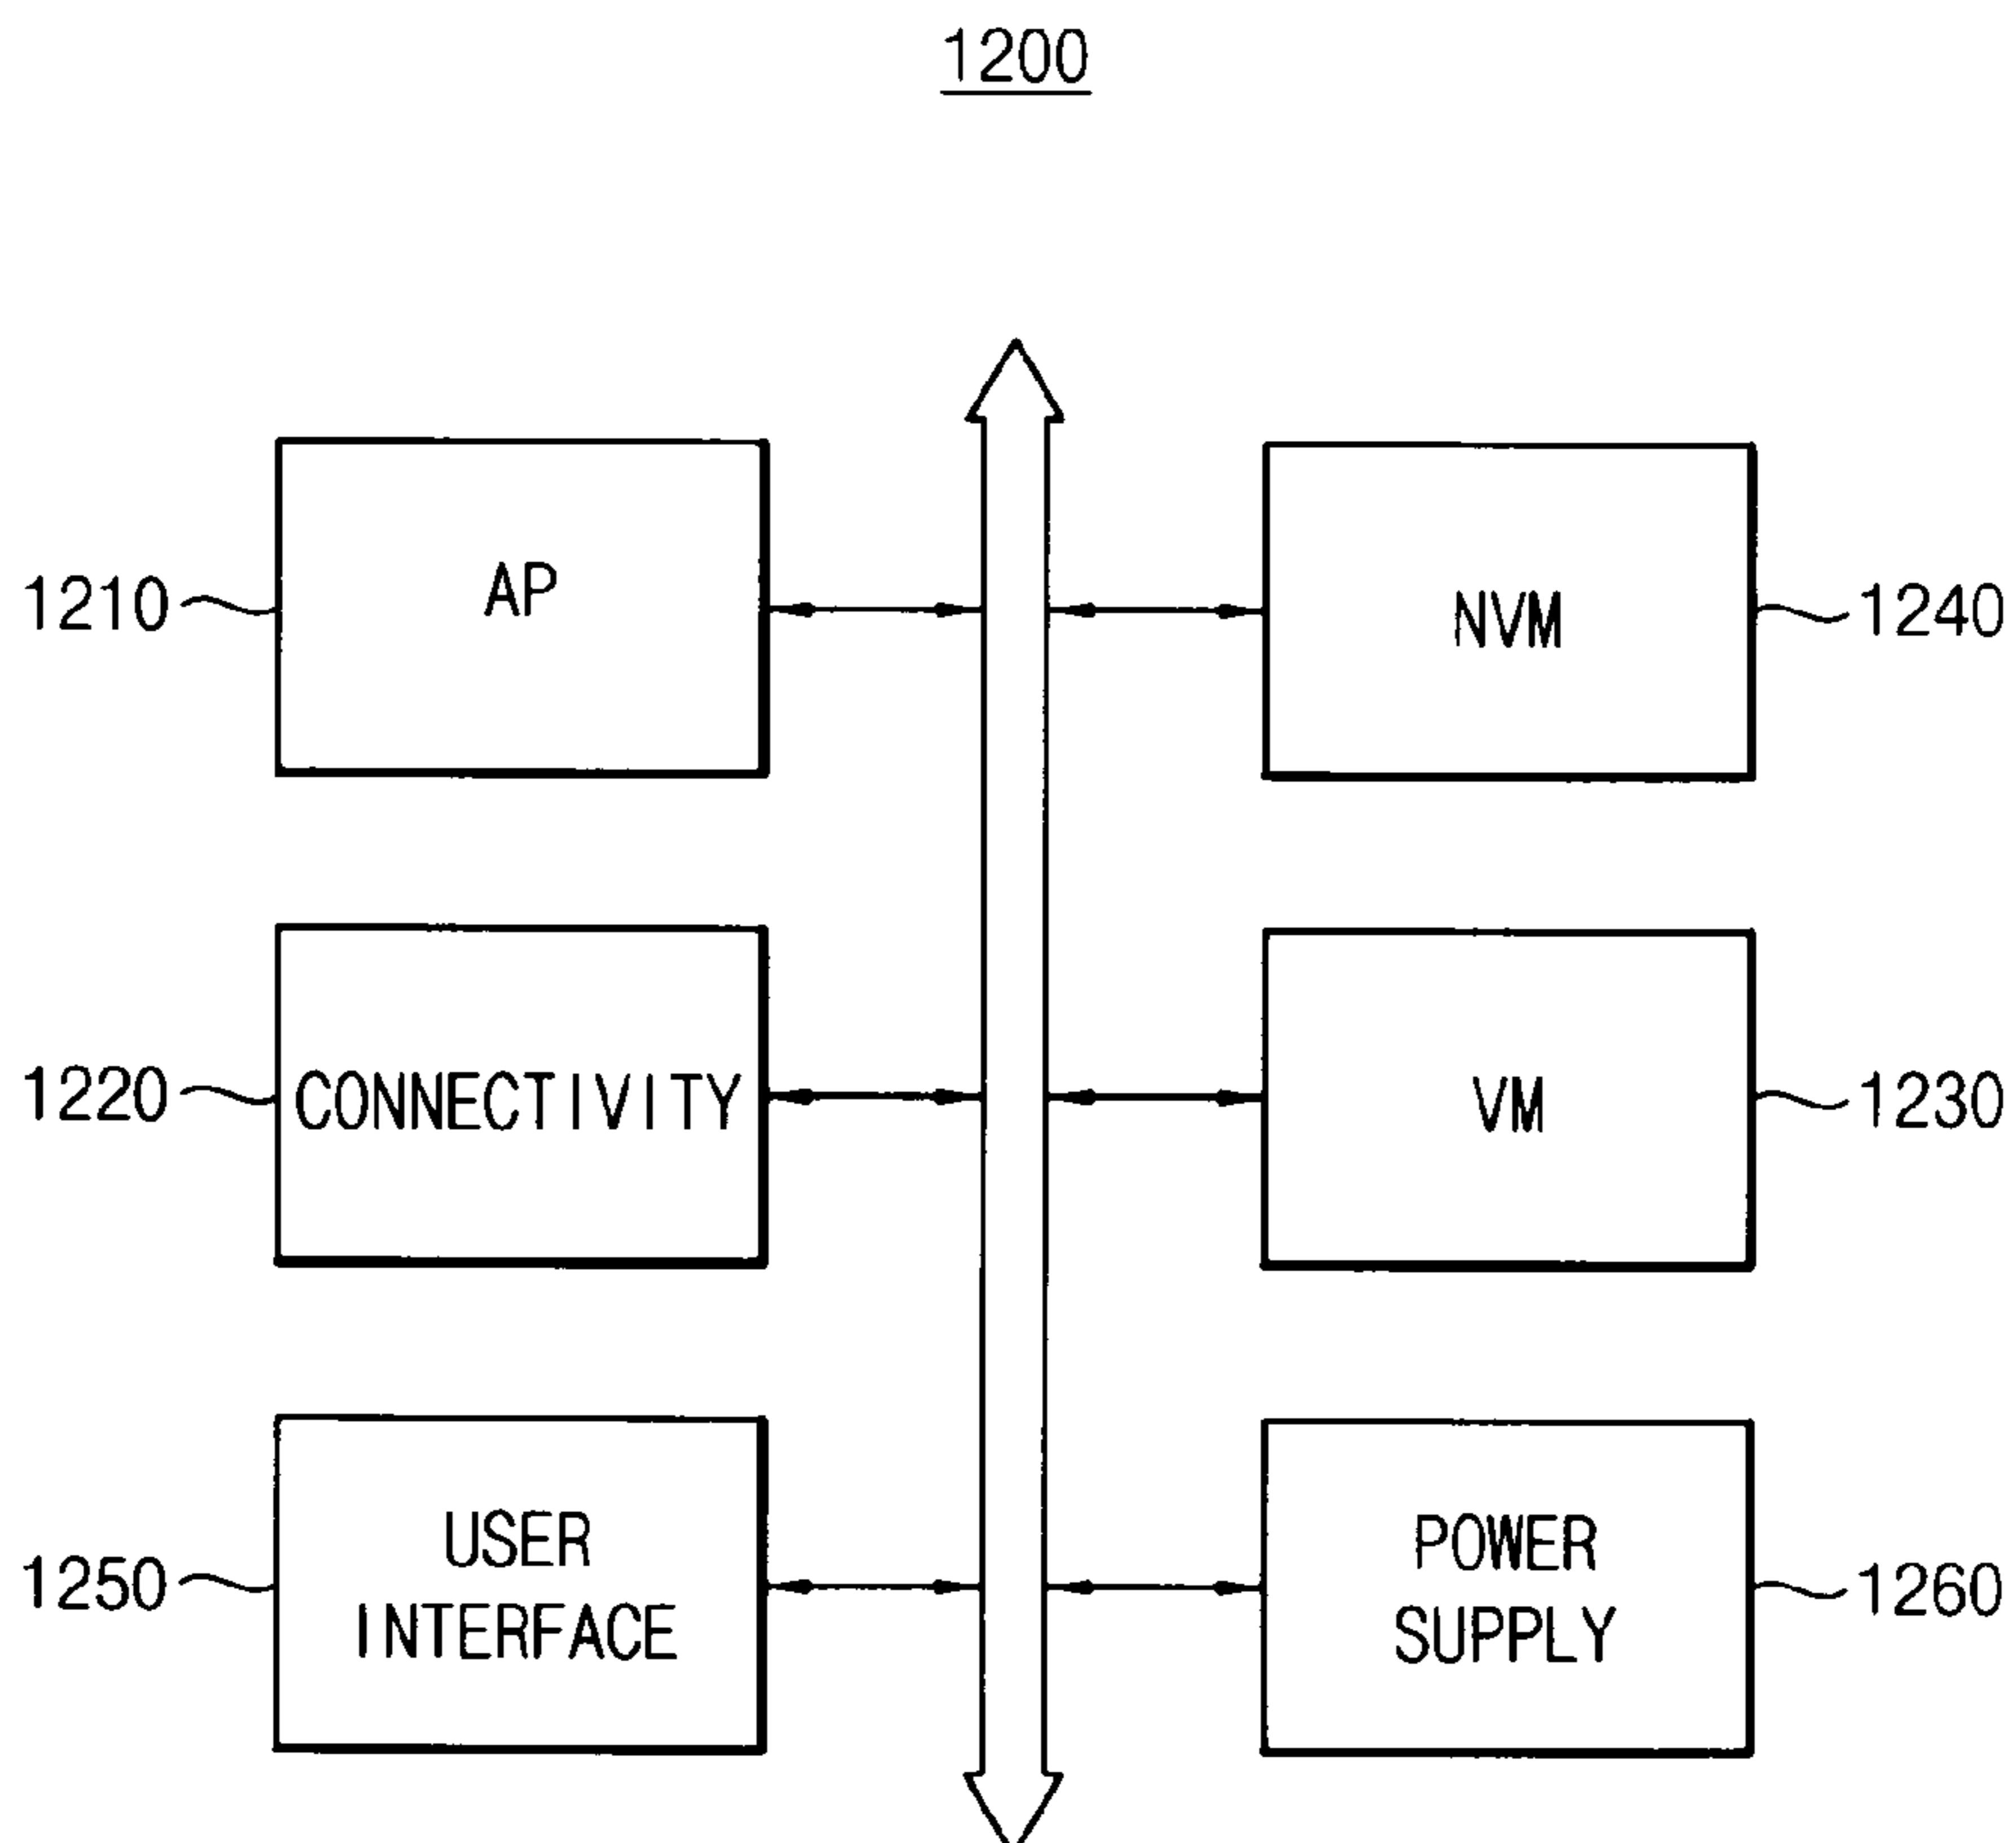 1200
1210
AP
NVM
1240
1220
CONNECTIVITY
VM
1230
1250
USER
INTERFACE
POWER
SUPPLY
1260